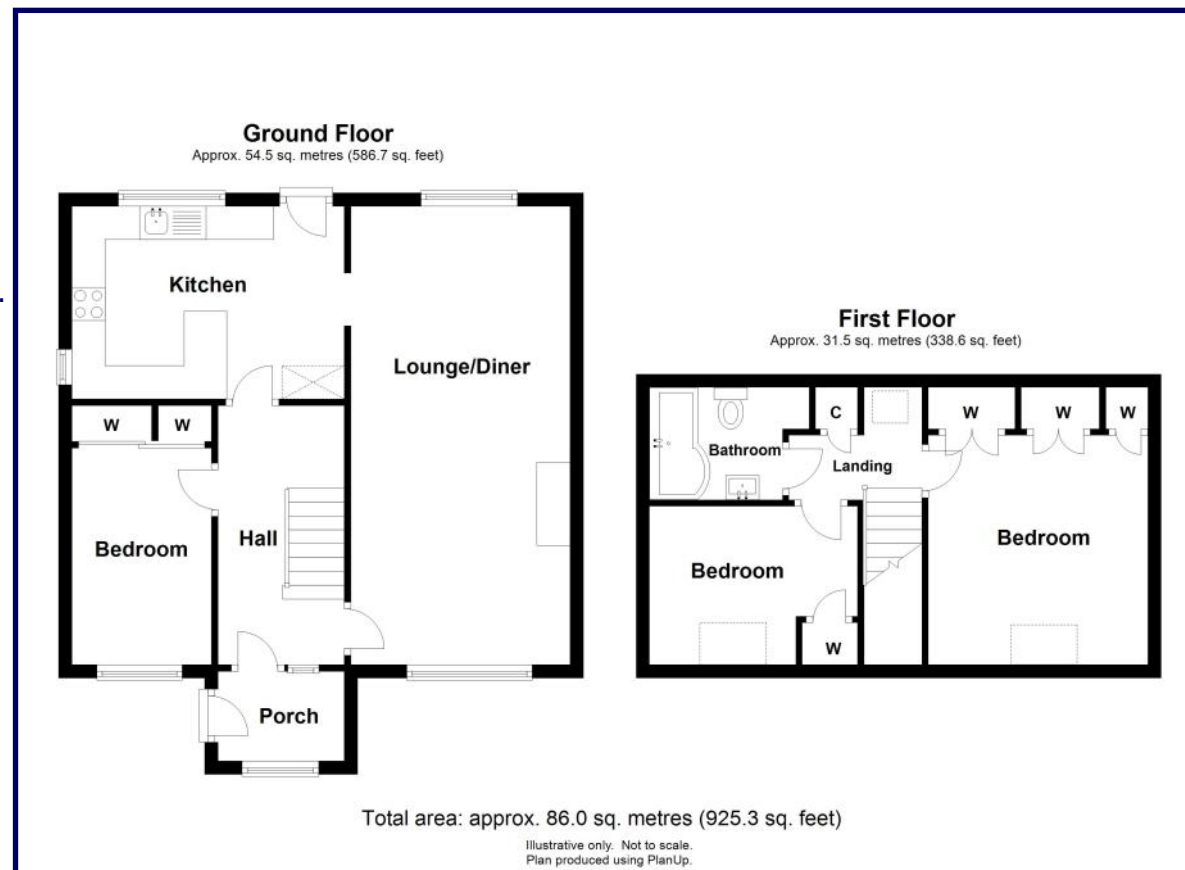 Ground Floor
Approx. 54.5 sq. metres (586.7 sq. feet)
Kitchen
Lounge/Diner
W
W
Bedroom
Hall
Porch
First Floor
Approx. 31.5 sq. metres (338.6 sq. feet)
C
W
W
W
Bathroom
Landing
Bedroom
Bedroom
W
Total area: approx. 86.0 sq. metres (925.3 sq. feet)
Illustrative only. Not to scale.
Plan produced using PlanUp.